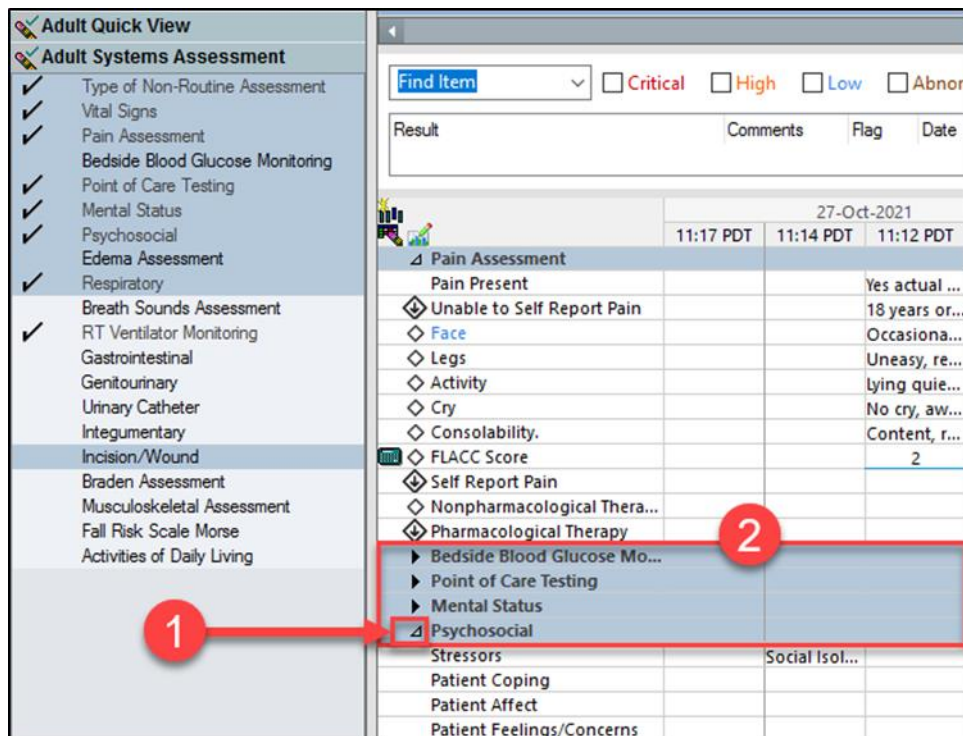 Adult Quick View
Adult Systems Assessment
Type of Non-Routine Assessment
Vital Signs
Pain Assessment
Bedside Blood Glucose Monitoring
Point of Care Testing
Mental Status
Psychosocial
Edema Assessment
Respiratory
Breath Sounds Assessment
RT Ventilator Monitoring
Gastrointestinal
Genitourinary
Urinary Catheter
Integumentary
Incision/Wound
Braden Assessment
Musculoskeletal Assessment
Fall Risk Scale Morse
Activities of Daily Living
1
Find Item Critical High Low Abnor
Result Comments Flag Date
27-Oct-2021
11:17 PDT 11:14 PDT 11:12 PDT
Pain Assessment
Pain Present Yes actual ...
Unable to Self Report Pain 18 years or...
Face Occasiona...
Legs Uneasy, re...
Activity Lying quie...
Cry No cry, aw...
Consolability. Content, r...
FLACC Score 2
Self Report Pain
Nonpharmacological Thera...
Pharmacological Therapy
2
Bedside Blood Glucose Mo...
Point of Care Testing
Mental Status
Psychosocial
Stressors Social Isol...
Patient Coping
Patient Affect
Patient Feelings/Concerns